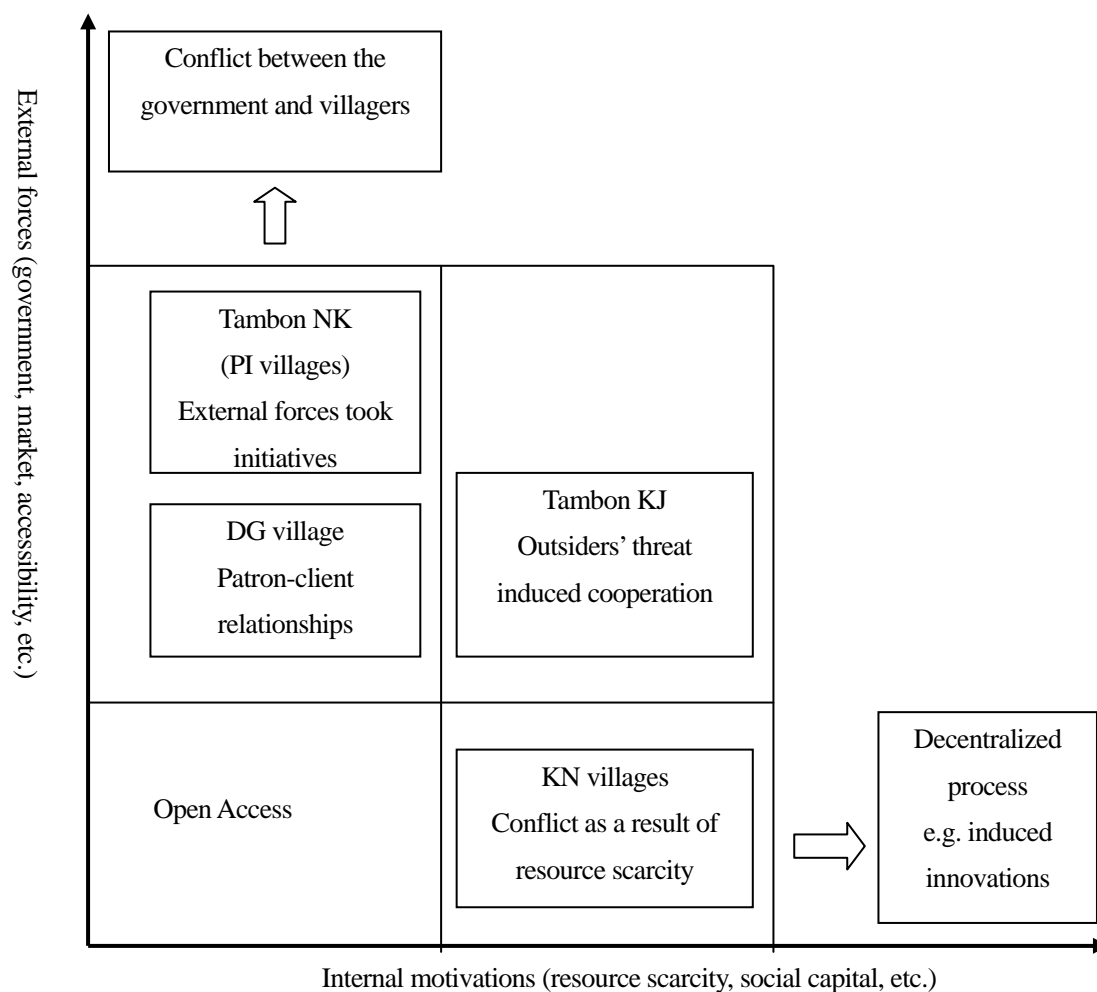 Conflict between the
government and villagers
External forces (government, market, accessibility, etc.)
Tambon NK
(PI villages)
External forces took
initiatives
DG village
Patron-client
relationships
Tambon KJ
Outsiders’ threat
induced cooperation
Open Access
KN villages
Conflict as a result of
resource scarcity
Decentralized
process
e.g. induced
innovations
Internal motivations (resource scarcity, social capital, etc.)